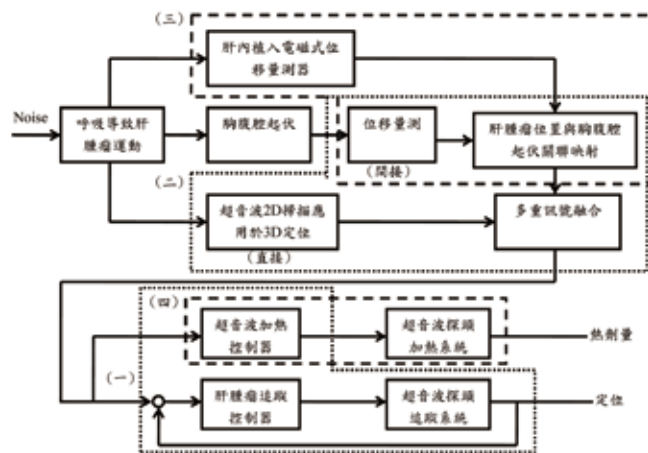 (三)
肝內植入電磁式位
移量測器
Noise
呼吸導致肝
腫瘤運動
胸腹腔起伏
位移量測
(間接)
肝腫瘤位置與胸腹腔
起伏關聯映射
(二)
超音波2D掃描應
用於3D定位
(直接)
多重訊號融合
(四)
超音波加熱
控制器
超音波探頭
加熱系統
熱劑量
(一)
肝腫瘤追蹤
控制器
超音波探頭
追蹤系統
定位